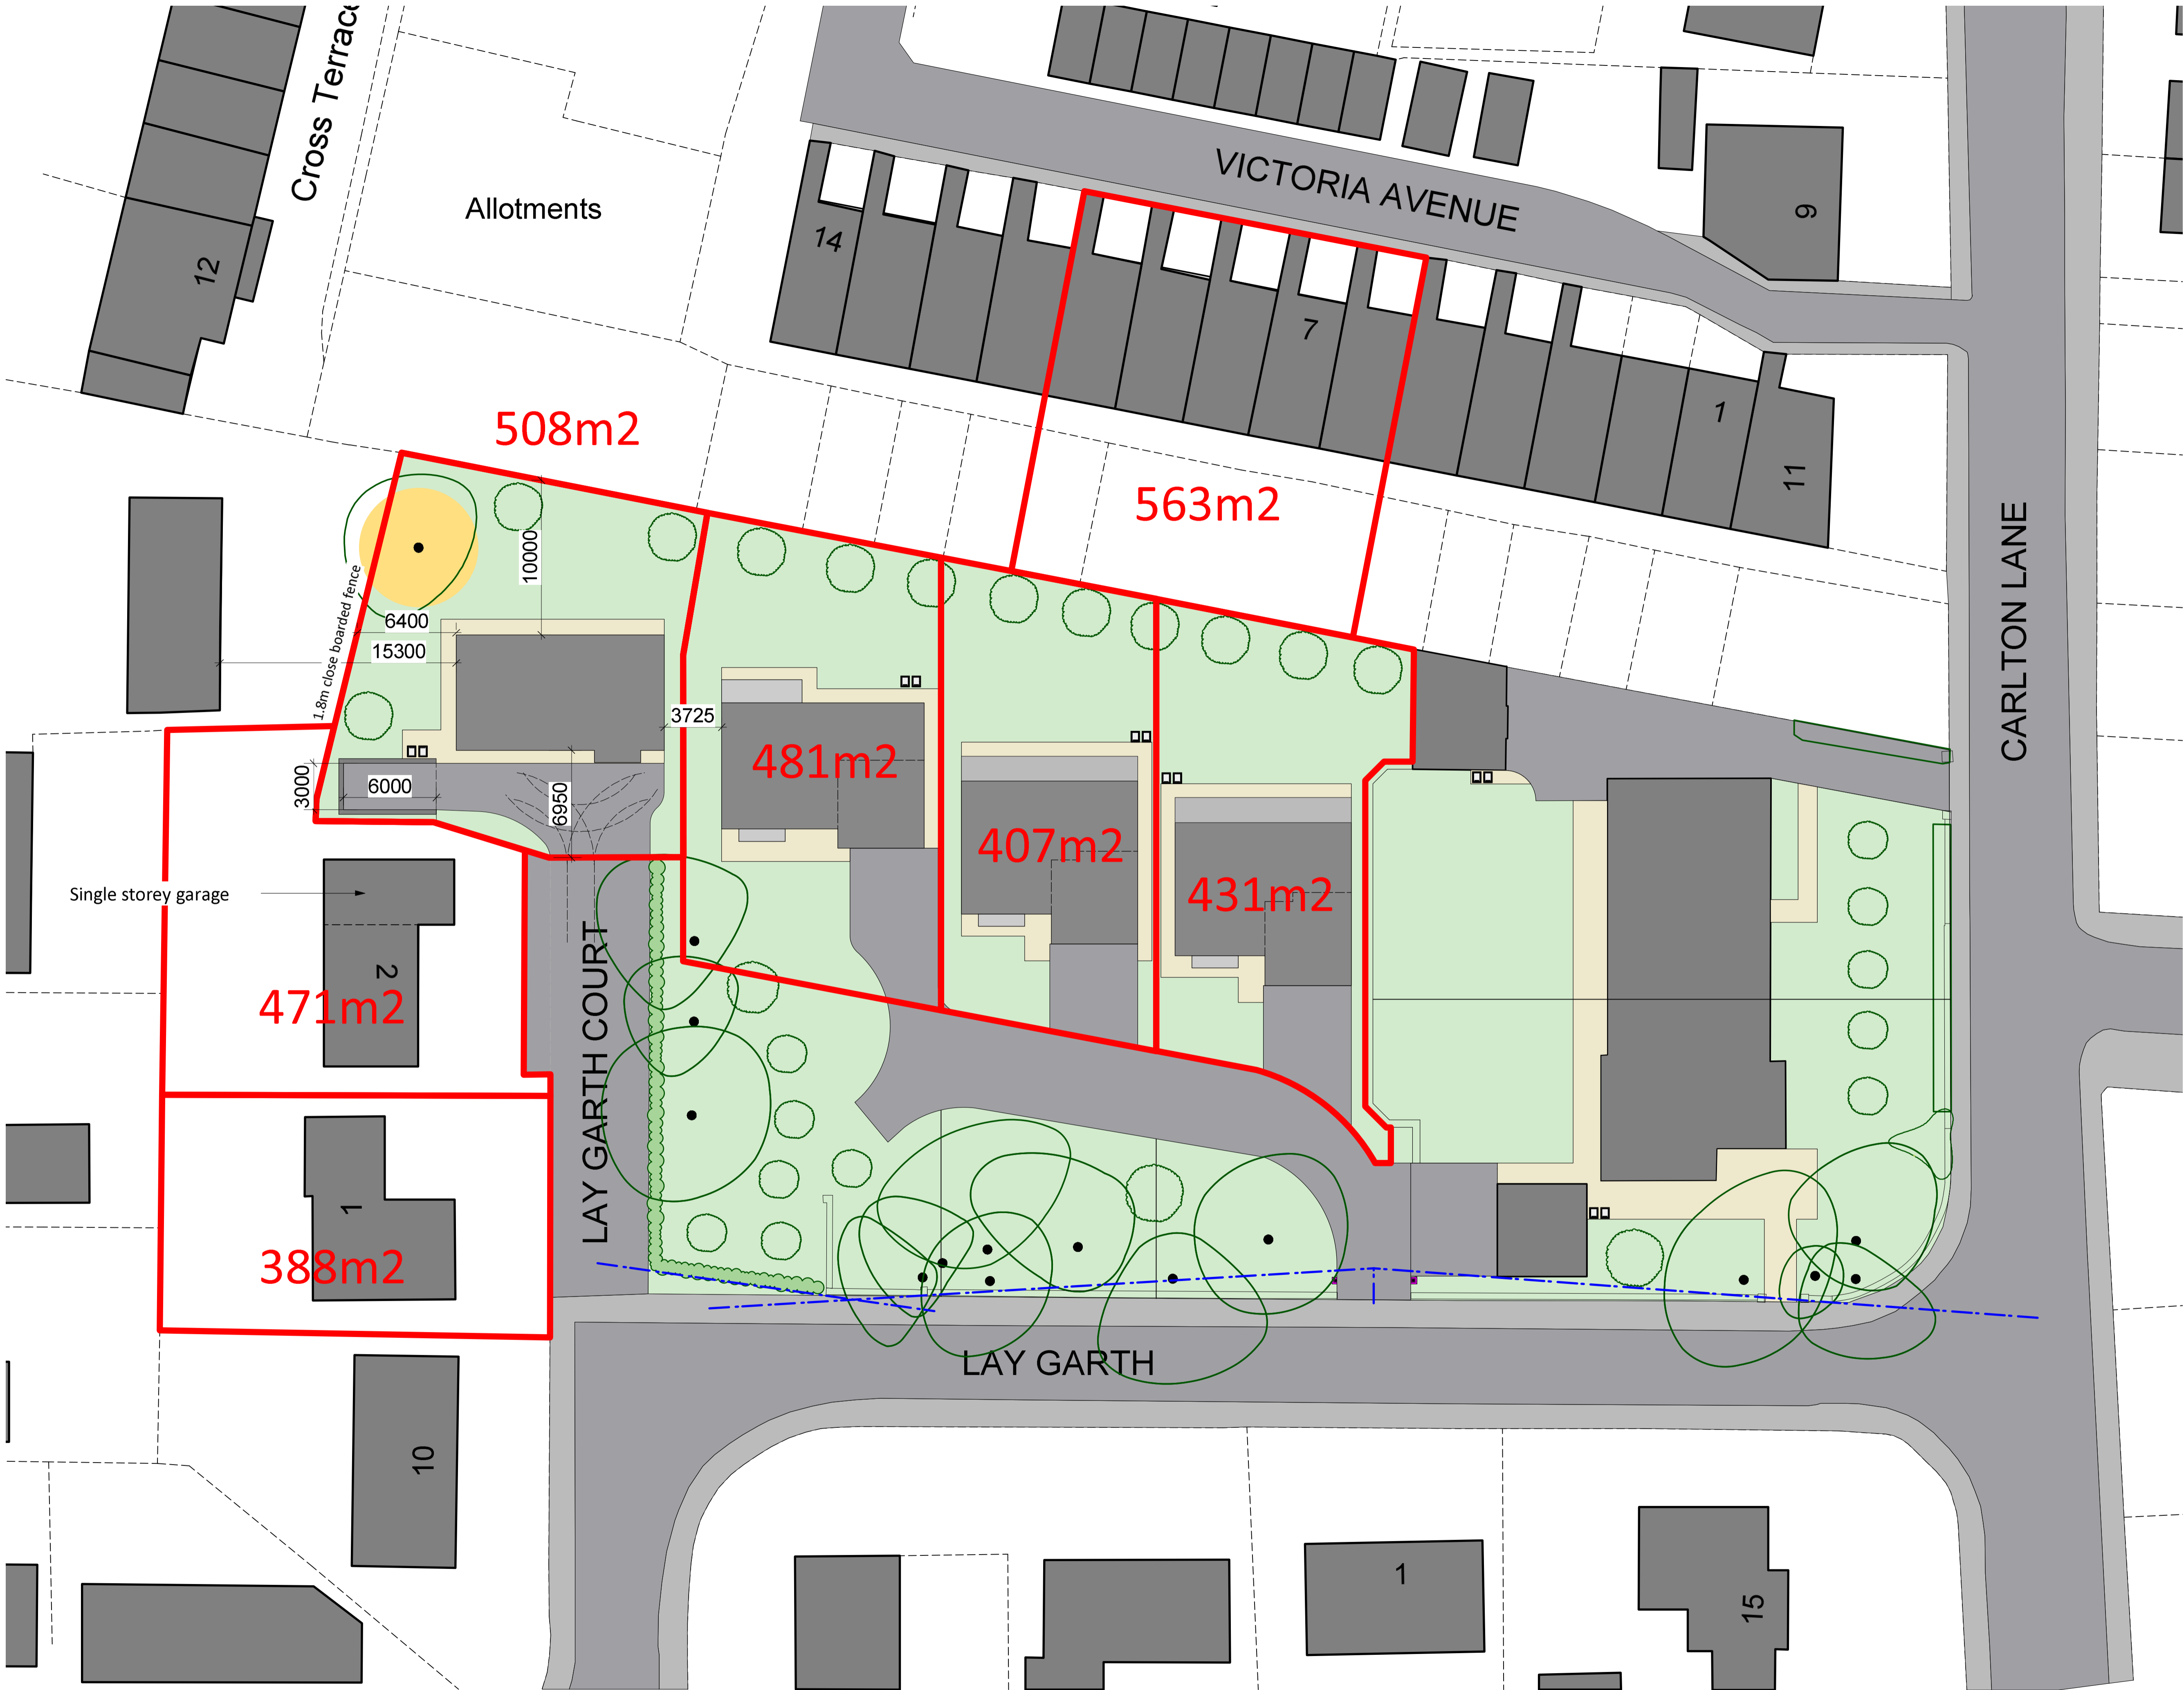 Cross Terrace
Allotments
VICTORIA AVENUE
9
14
12
7
1
11
508m2
563m2
CARLTON LANE
10000
1.8m close boarded fence
6400
15300
3725
481m2
3000
6000
6950
407m2
431m2
Single storey garage
2
471m2
LAY GARTH COURT
1
388m2
LAY GARTH
10
1
15